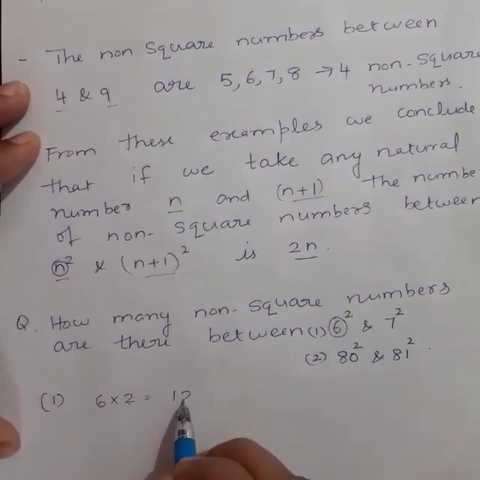 - The non square numbers between
4 & 9 are 5, 6, 7, 8 → 4 non-square
numbers.
From these examples we conclude
that if we take any natural
number n and (n+1) the numbe
of non-square numbers between
n² & (n+1)² is 2n.
Q. How many non-square numbers
are there between (1) 6² & 7²
(2) 80² & 81².
(1) 6 × 2 = 12